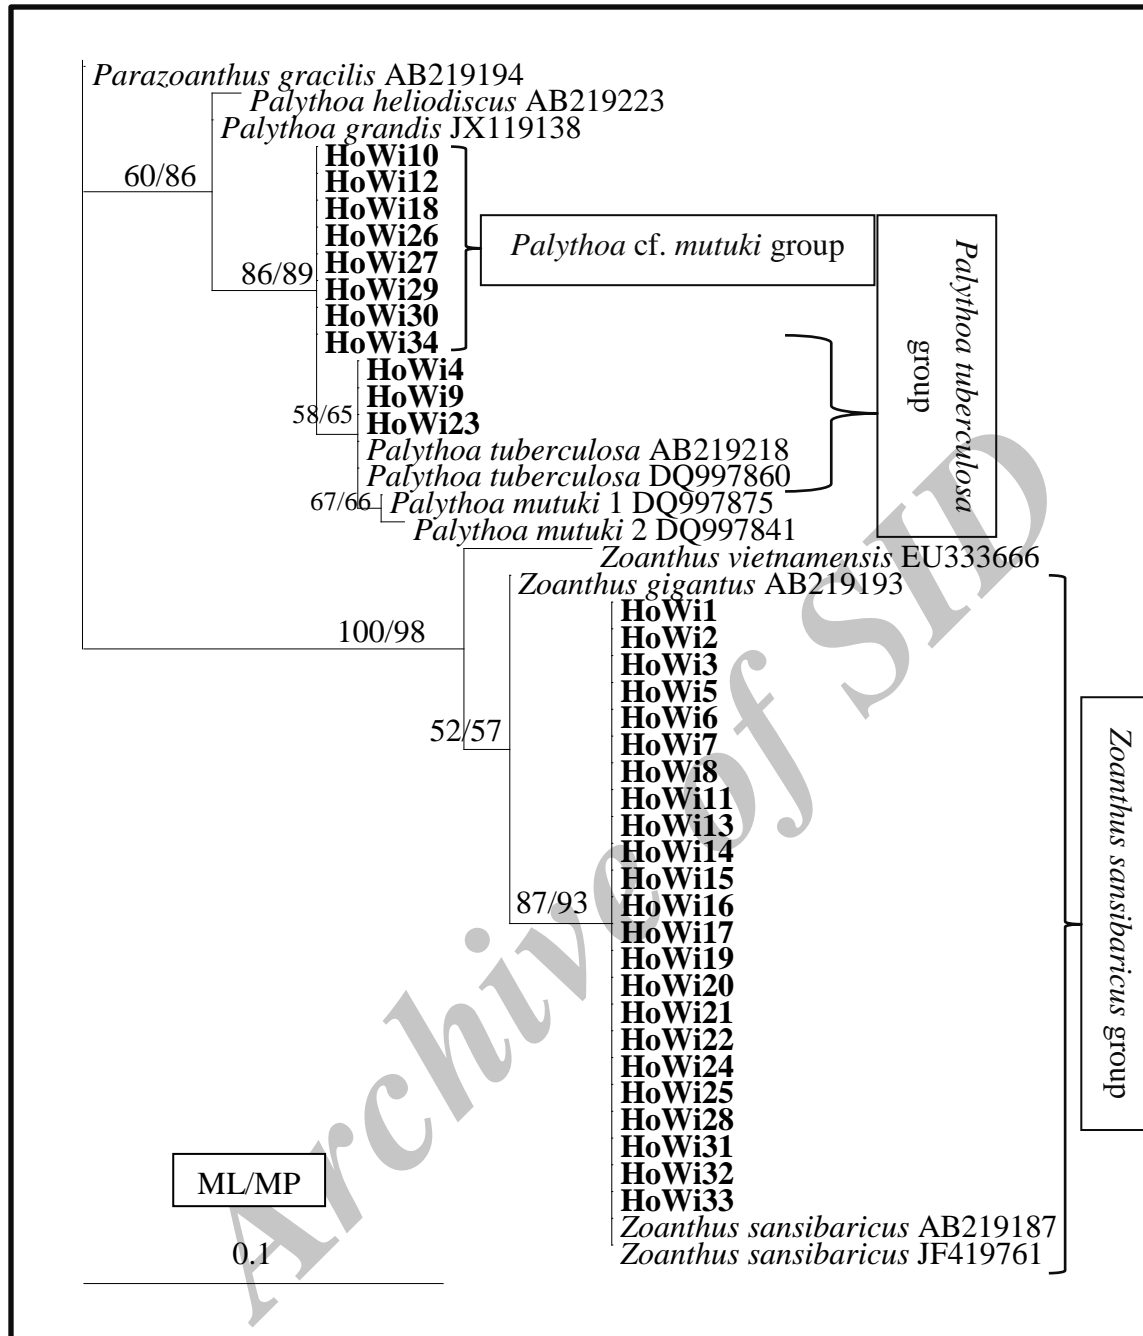 Parazoanthus gracilis AB219194
Palythoa heliodiscus AB219223
Palythoa grandis JX119138
60/86
HoWi10
HoWi12
HoWi18
HoWi26
HoWi27
HoWi29
HoWi30
HoWi34
86/89
Palythoa cf. mutuki group
HoWi4
HoWi9
HoWi23
58/65
Palythoa tuberculosa AB219218
Palythoa tuberculosa DQ997860
Palythoa tuberculosa
group
67/66
Palythoa mutuki 1 DQ997875
Palythoa mutuki 2 DQ997841
Zoanthus vietnamensis EU333666
Zoanthus gigantus AB219193
100/98
52/57
HoWi1
HoWi2
HoWi3
HoWi5
HoWi6
HoWi7
HoWi8
HoWi11
HoWi13
HoWi14
HoWi15
HoWi16
HoWi17
HoWi19
HoWi20
HoWi21
HoWi22
HoWi24
HoWi25
HoWi28
HoWi31
HoWi32
HoWi33
87/93
Zoanthus sansibaricus AB219187
Zoanthus sansibaricus JF419761
Zoanthus sansibaricus group
ML/MP
0.1
Archive of SID